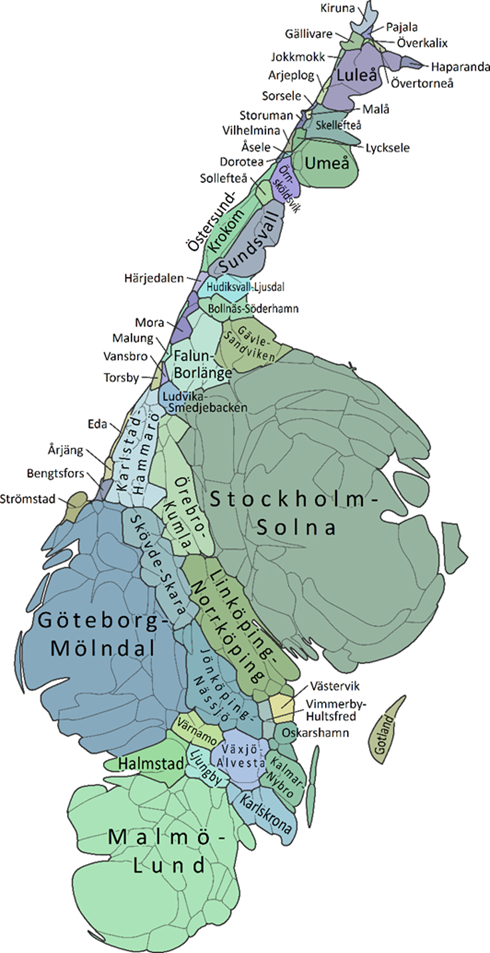 Kiruna
Pajala
Gällivare
Överkalix
Jokkmokk
Haparanda
Luleå
Arjeplog
Övertorneå
Sorsele
Malå
Storuman
Skellefteå
Vilhelmina
Lycksele
Åsele
Umeå
Dorotea
Sollefteå
Örn-
sköldsvik
Östersund-
Krokom
Sundsvall
Härjedalen
Hudiksvall-Ljusdal
Bollnäs-Söderhamn
Mora
Malung
Gävle-
Sandviken
Vansbro
Falun-
Borlänge
Torsby
Ludvika-
Smedjebacken
Eda
Karlstad-
Hammarö
Årjäng
Bengtsfors
Örebro-
Kumla
Strömstad
Stockholm-
Solna
Skövde-Skara
Göteborg-
Mölndal
Linköping-
Norrköping
Jönköping-
Nässjö
Västervik
Vimmerby-
Hultsfred
Oskarshamn
Gotland
Värnamo
Växjö-
Alvesta
Halmstad
Ljungby
Kalmar-
Nybro
Karlskrona
Malmö-
Lund